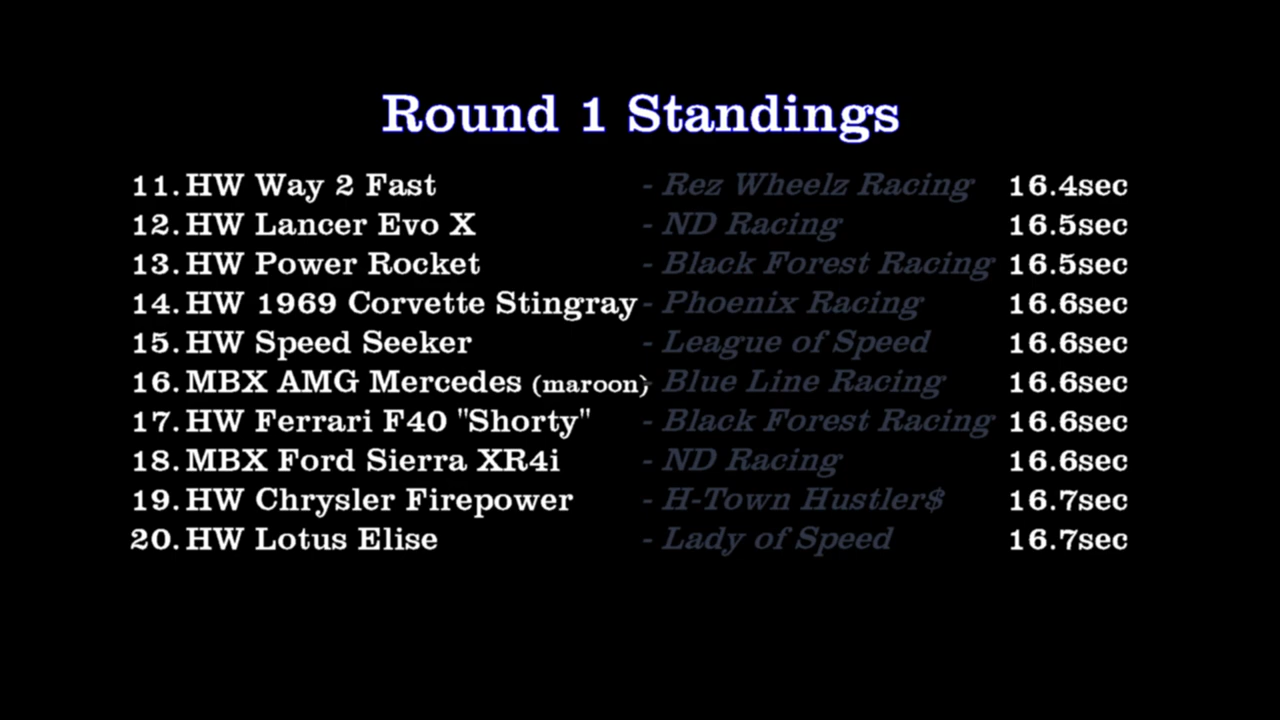 Round 1 Standings
11. HW Way 2 Fast - Rez Wheelz Racing 16.4sec
12. HW Lancer Evo X - ND Racing 16.5sec
13. HW Power Rocket - Black Forest Racing 16.5sec
14. HW 1969 Corvette Stingray - Phoenix Racing 16.6sec
15. HW Speed Seeker - League of Speed 16.6sec
16. MBX AMG Mercedes (maroon) - Blue Line Racing 16.6sec
17. HW Ferrari F40 "Shorty" - Black Forest Racing 16.6sec
18. MBX Ford Sierra XR4i - ND Racing 16.6sec
19. HW Chrysler Firepower - H-Town Hustler$ 16.7sec
20. HW Lotus Elise - Lady of Speed 16.7sec